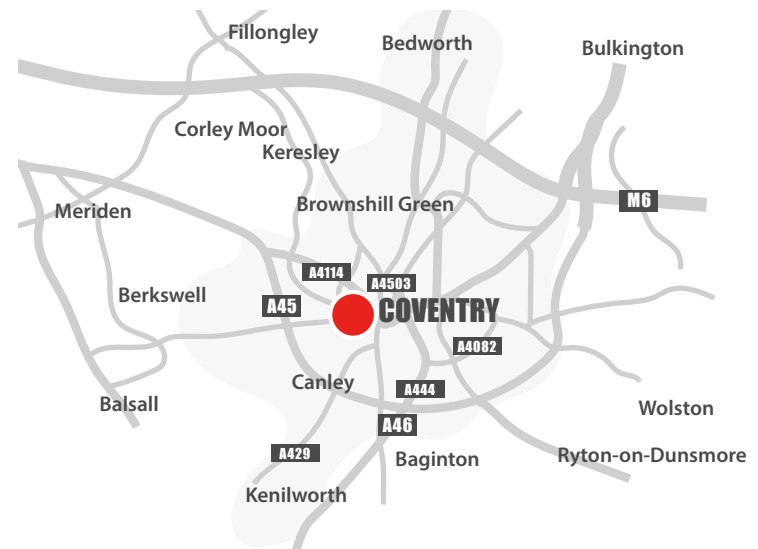 Fillongley
Bedworth
Bulkington
Corley Moor
Keresley
M6
Brownshill Green
Meriden
A4114
A4503
Berkswell
A45
COVENTRY
A4082
Canley
A444
Balsall
Wolston
A46
A429
Baginton
Ryton-on-Dunsmore
Kenilworth